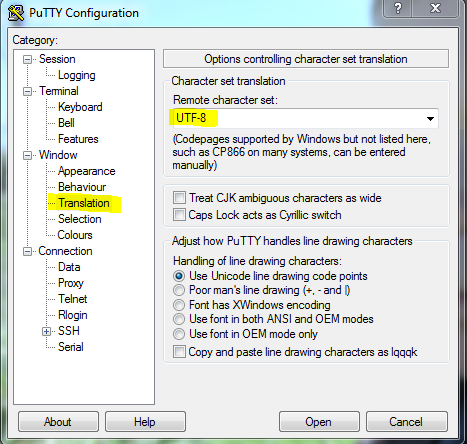 PuTTY Configuration
?
Category:
Session
Logging
Terminal
Keyboard
Bell
Features
Window
Appearance
Behaviour
Translation
Selection
Colours
Connection
Data
Proxy
Telnet
Rlogin
SSH
Serial
Options controlling character set translation
Character set translation
Remote character set:
UTF-8
(Codepages supported by Windows but not listed here,
such as CP866 on many systems, can be entered
manually)
Treat CJK ambiguous characters as wide
Caps Lock acts as Cyrillic switch
Adjust how PuTTY handles line drawing characters
Handling of line drawing characters:
Use Unicode line drawing code points
Poor man's line drawing (+, - and |)
Font has XWindows encoding
Use font in both ANSI and OEM modes
Use font in OEM mode only
Copy and paste line drawing characters as lqqqk
About
Help
Open
Cancel